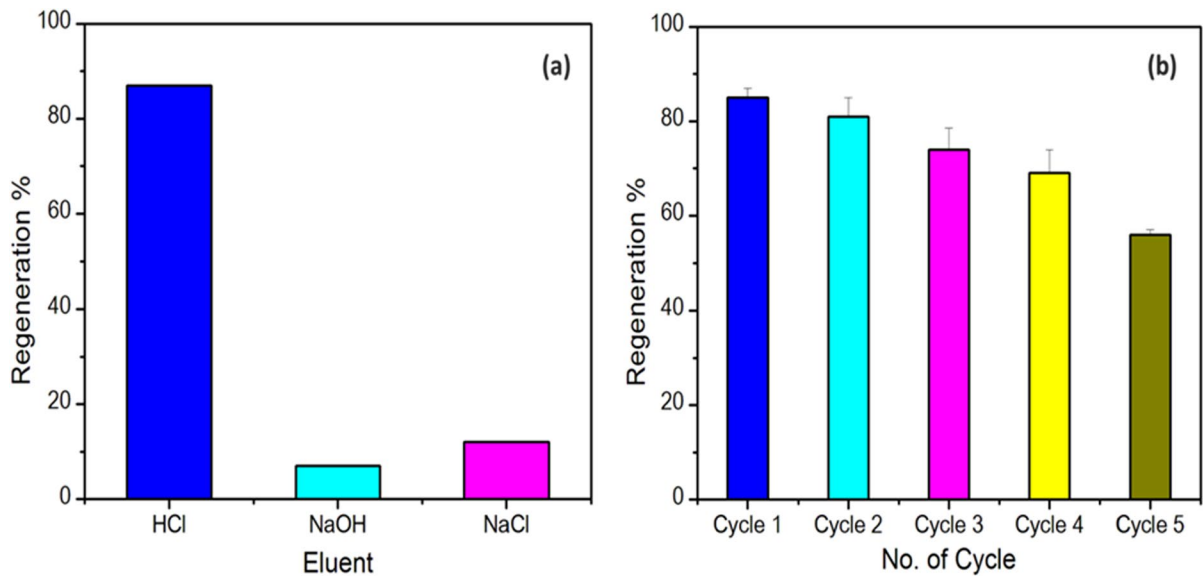 (a)
Regeneration %
100
80
60
40
20
0
HCl
NaOH
NaCl
Eluent
(b)
Regeneration %
100
80
60
40
20
0
Cycle 1
Cycle 2
Cycle 3
Cycle 4
Cycle 5
No. of Cycle